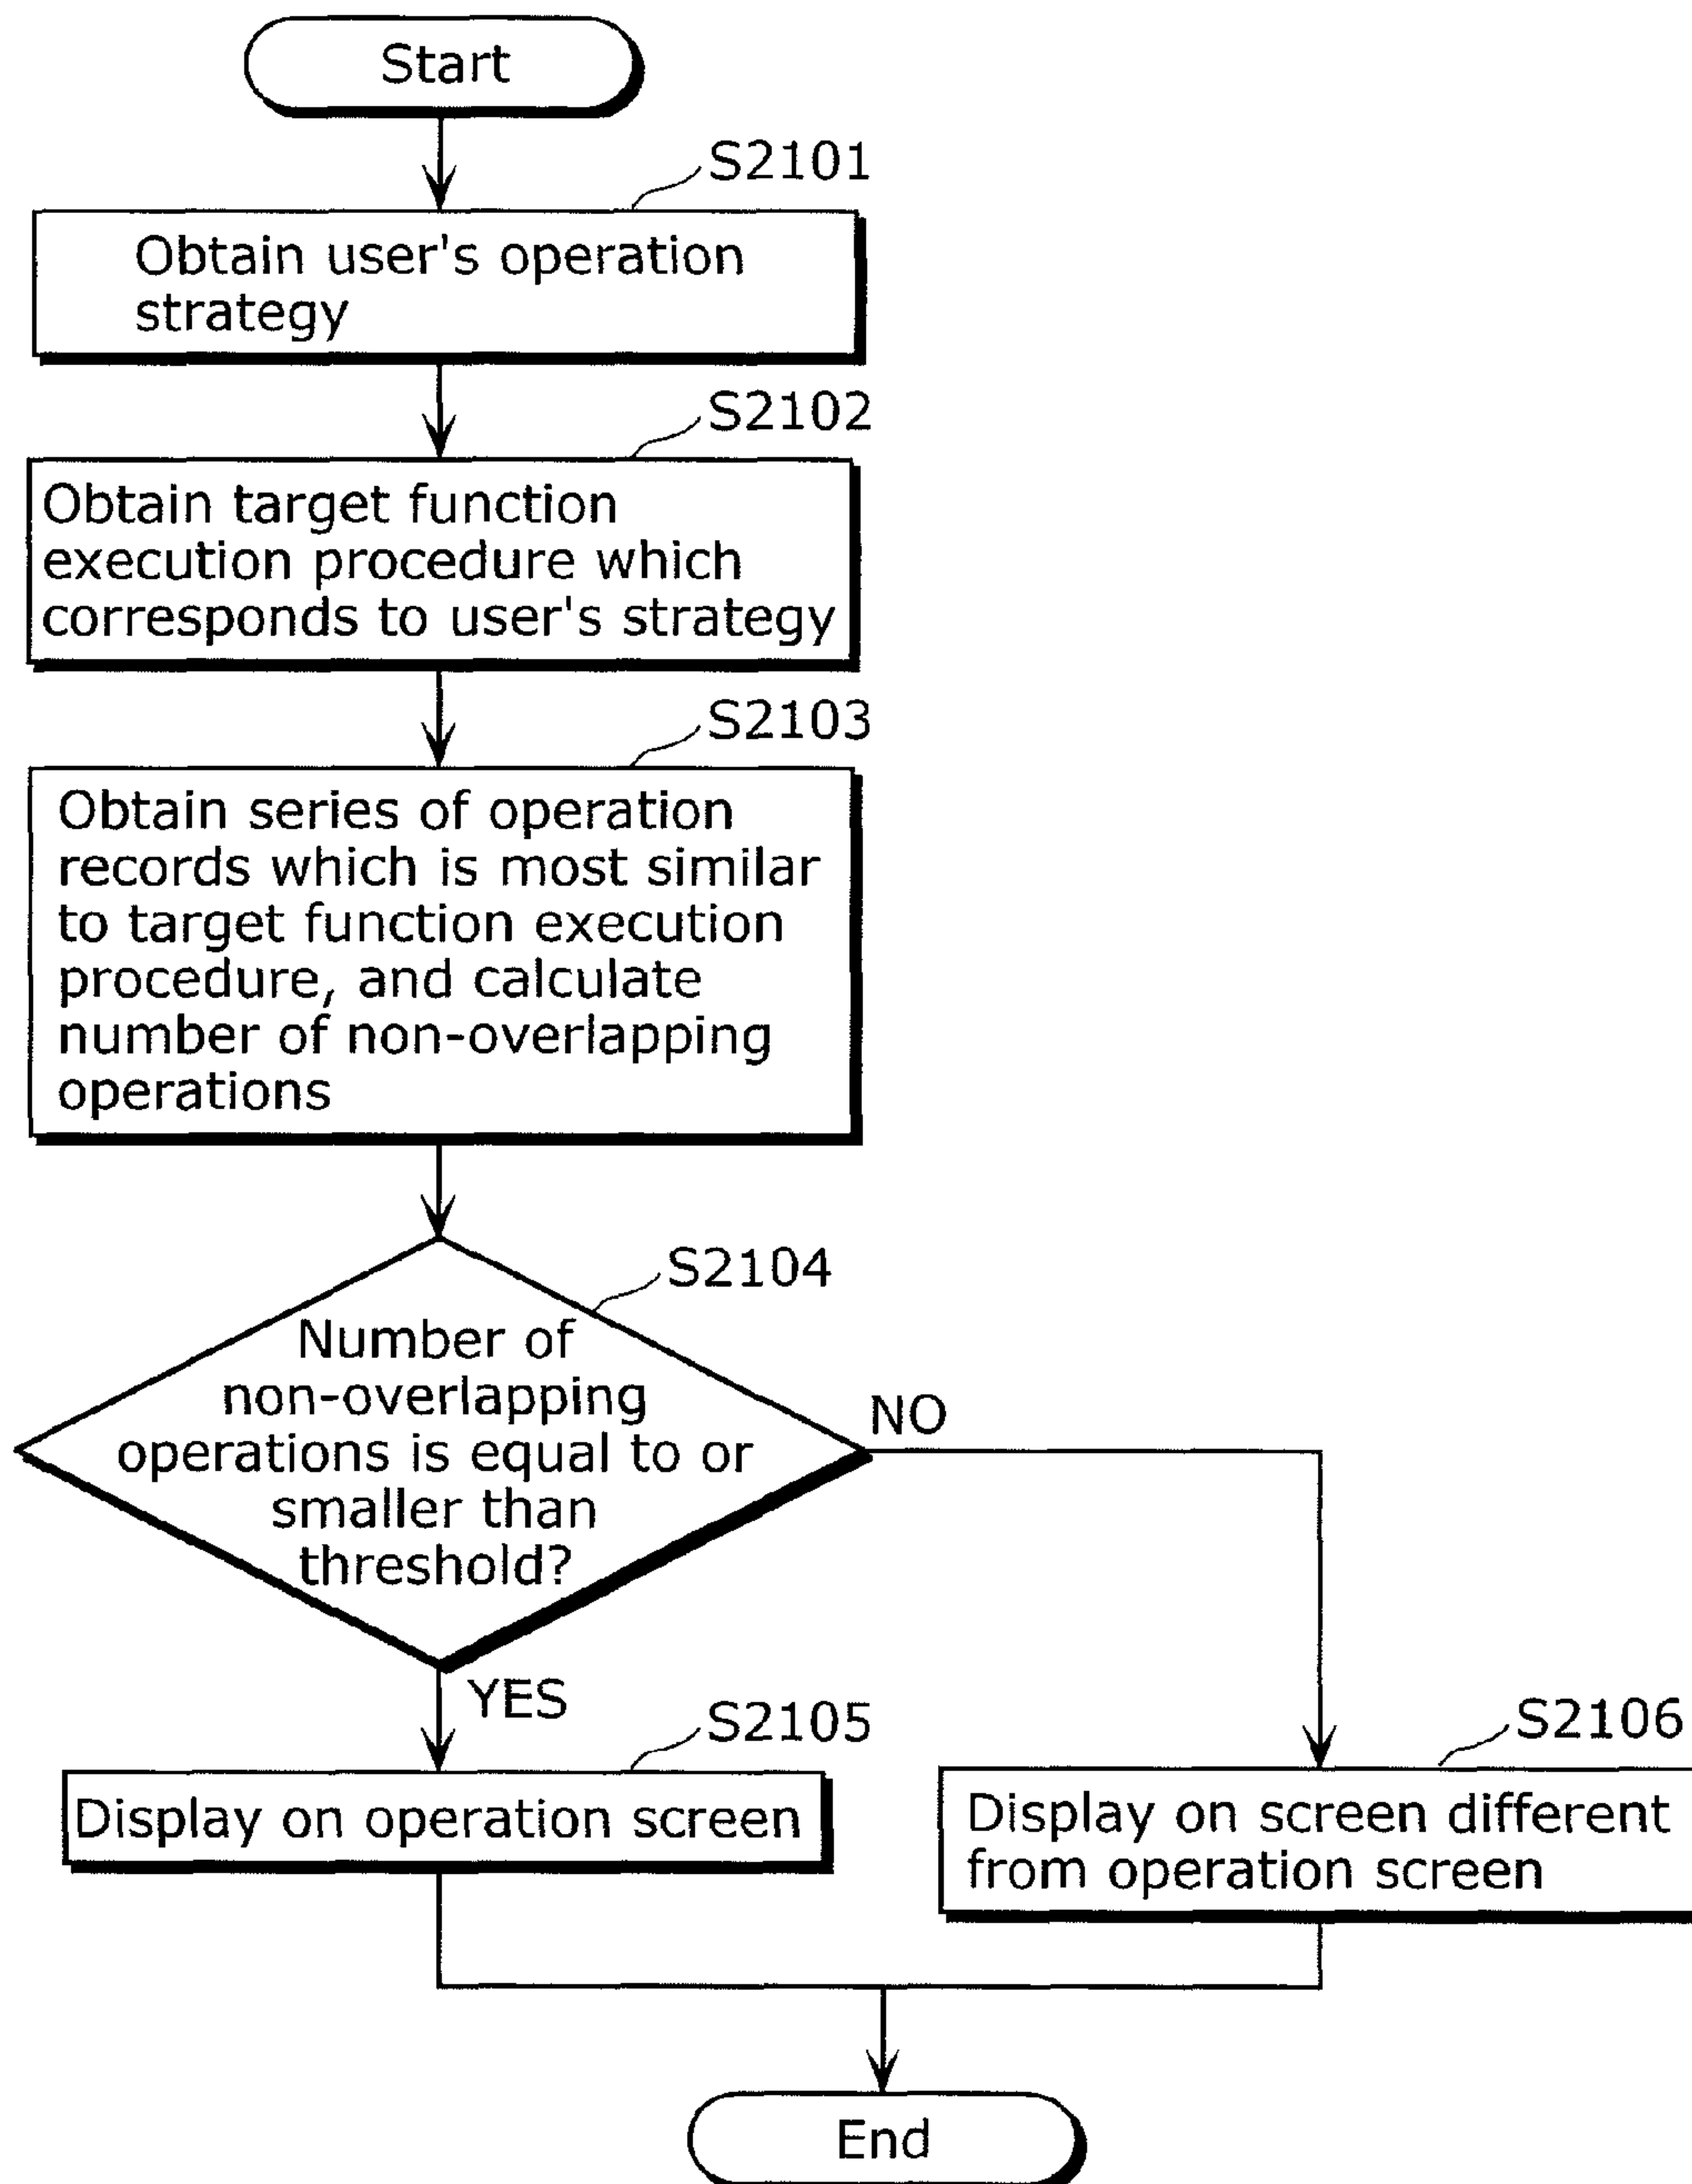 Start
S2101
Obtain user's operation
strategy
S2102
Obtain target function
execution procedure which
corresponds to user's strategy
S2103
Obtain series of operation
records which is most similar
to target function execution
procedure, and calculate
number of non-overlapping
operations
S2104
Number of
non-overlapping
operations is equal to or
smaller than
threshold?
NO
YES
S2105
Display on operation screen
S2106
Display on screen different
from operation screen
End